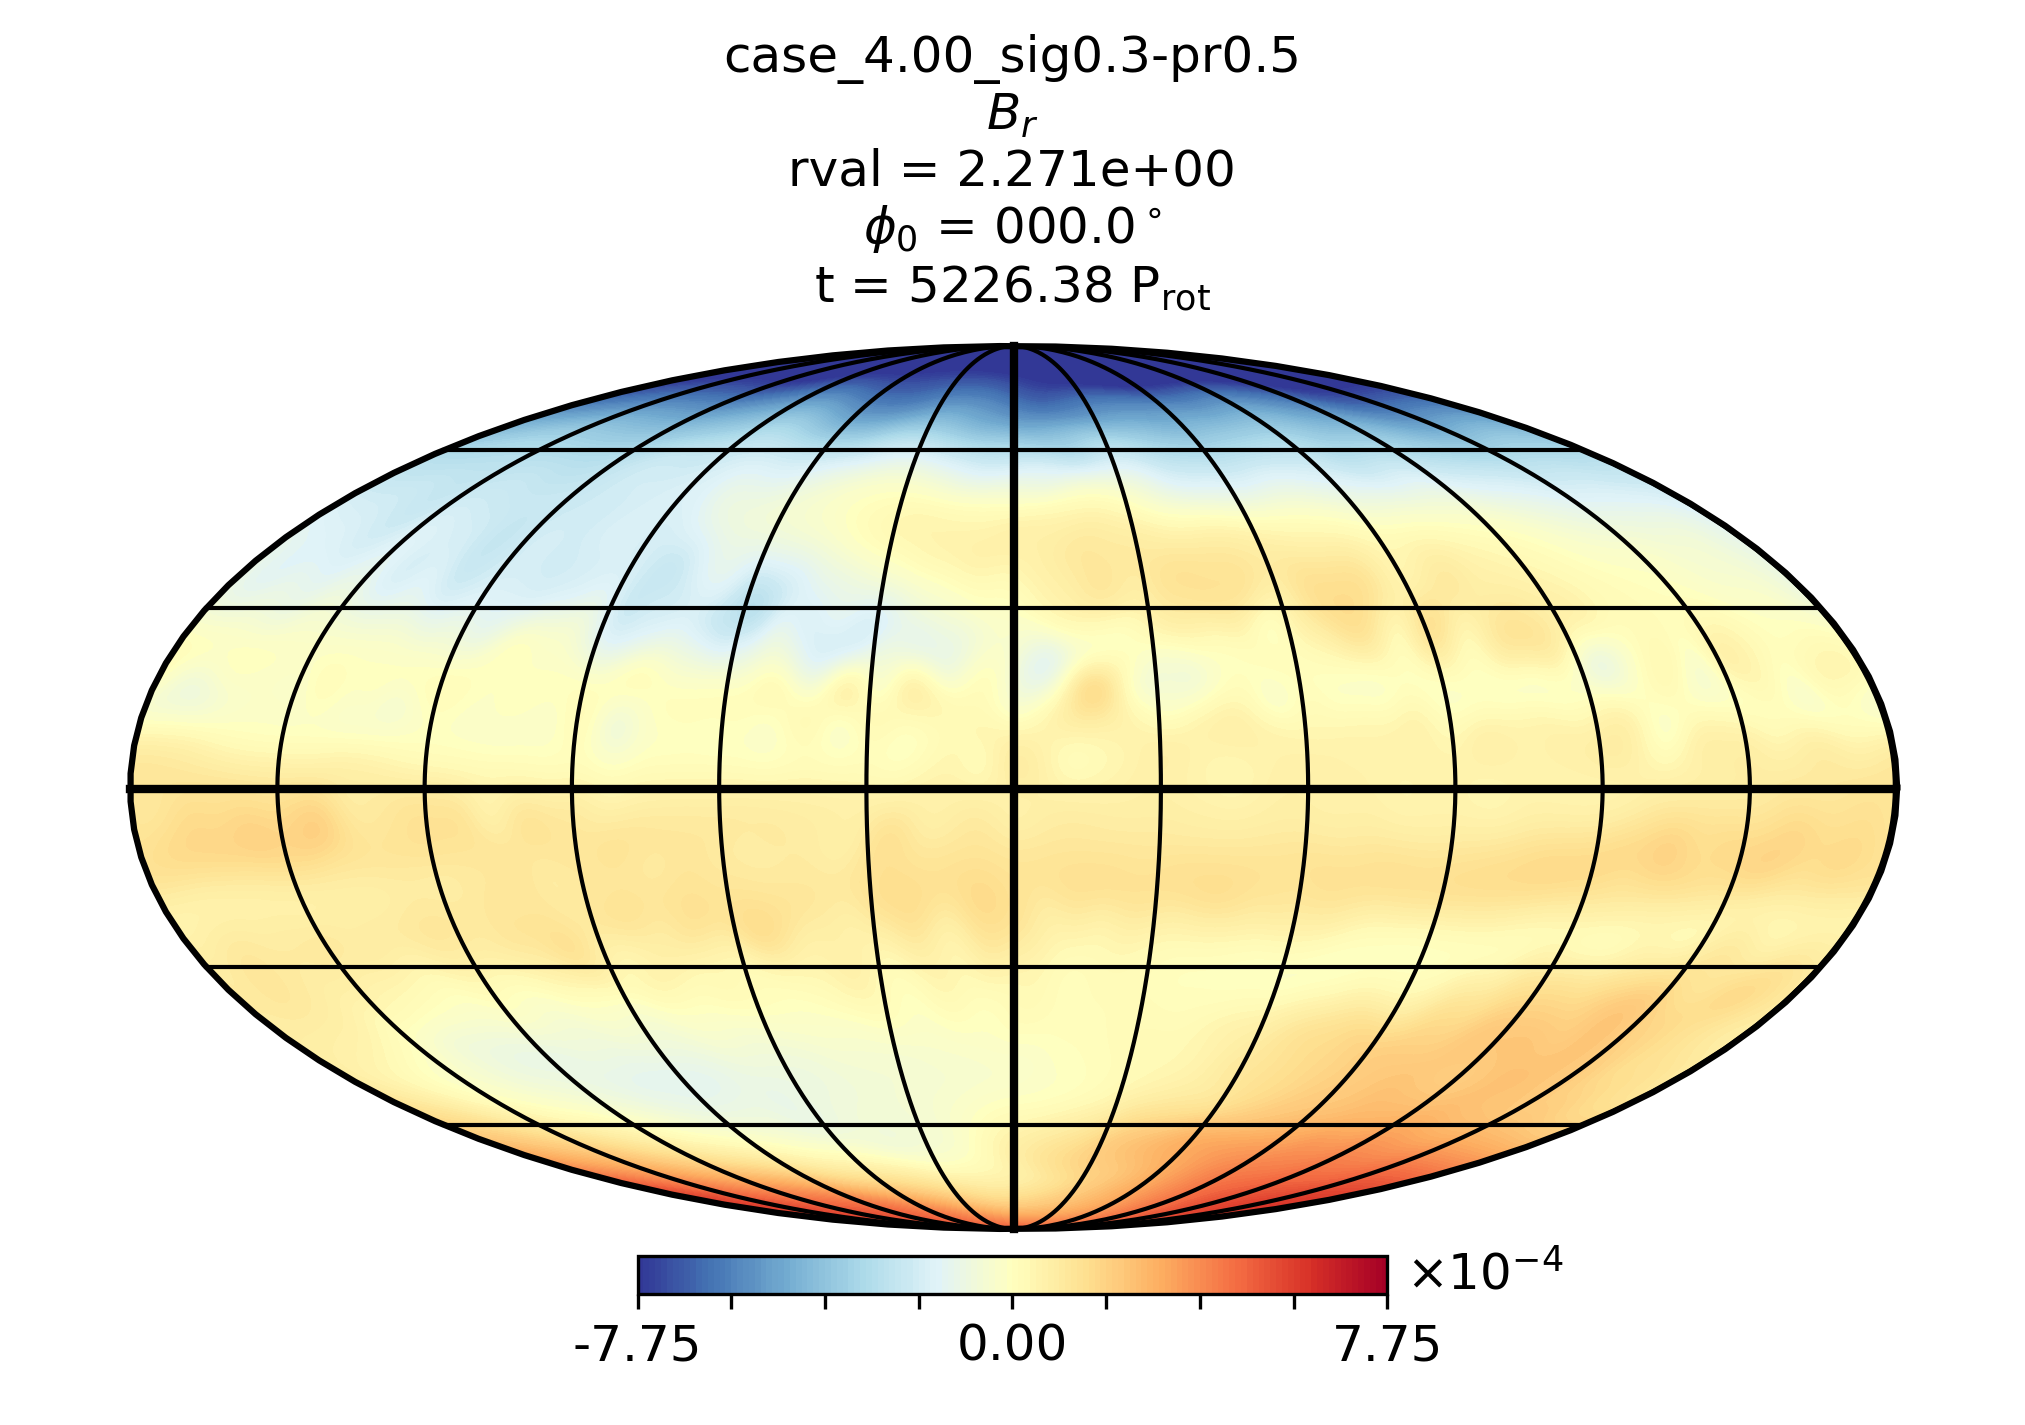 case_4.00_sig0.3-pr0.5
B_r
rval = 2.271e+00
ϕ₀ = 000.0°
t = 5226.38 P_rot
×10⁻⁴
-7.75 0.00 7.75